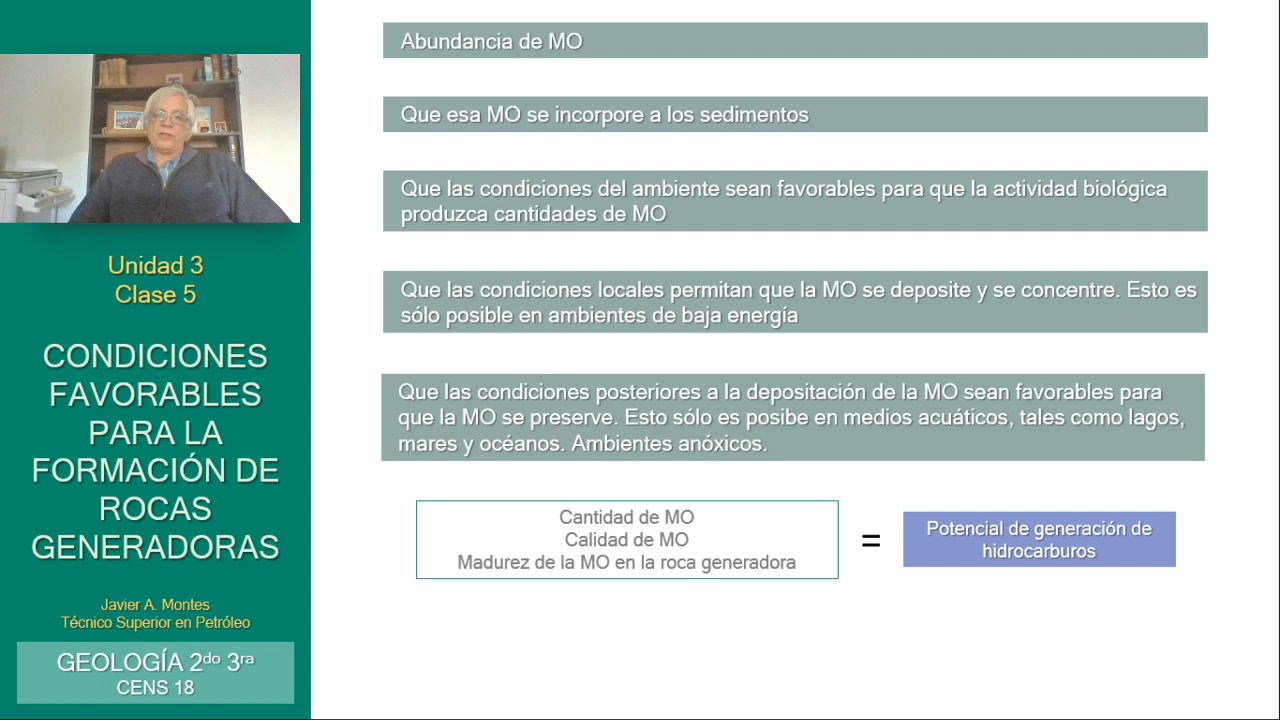 Unidad 3
Clase 5
CONDICIONES
FAVORABLES
PARA LA
FORMACIÓN DE
ROCAS
GENERADORAS
Javier A. Montes
Técnico Superior en Petróleo
GEOLOGÍA 2do 3ra
CENS 18
Abundancia de MO
Que esa MO se incorpore a los sedimentos
Que las condiciones del ambiente sean favorables para que la actividad biológica
produzca cantidades de MO
Que las condiciones locales permitan que la MO se deposite y se concentre. Esto es
sólo posible en ambientes de baja energía
Que las condiciones posteriores a la depositación de la MO sean favorables para
que la MO se preserve. Esto sólo es posibe en medios acuáticos, tales como lagos,
mares y océanos. Ambientes anóxicos.
Cantidad de MO
Calidad de MO
Madurez de la MO en la roca generadora
=
Potencial de generación de
hidrocarburos